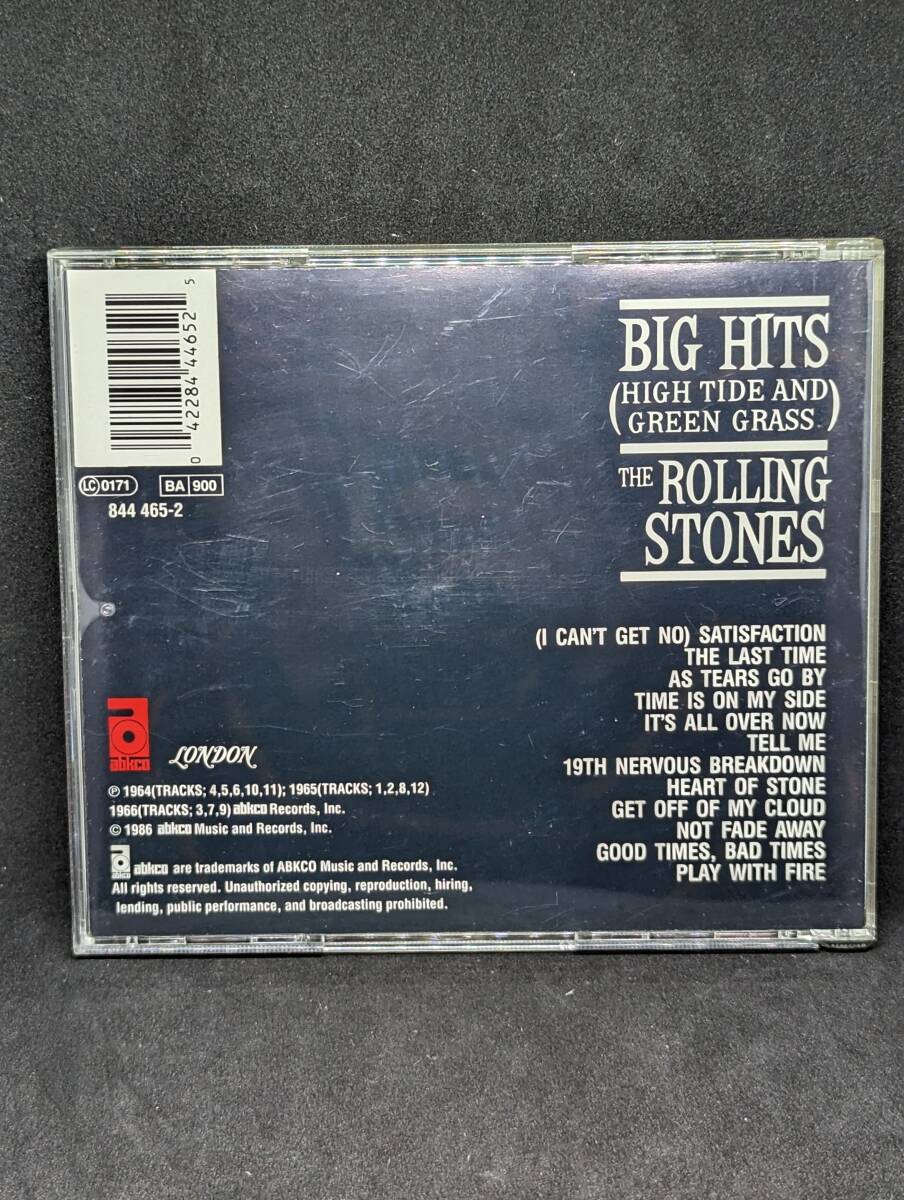 0 42284 44652 5
LC 0171
BA 900
844 465-2
BIG HITS
(HIGH TIDE AND
GREEN GRASS)
THE ROLLING
STONES
(I CAN'T GET NO) SATISFACTION
THE LAST TIME
AS TEARS GO BY
TIME IS ON MY SIDE
IT'S ALL OVER NOW
TELL ME
19TH NERVOUS BREAKDOWN
HEART OF STONE
GET OFF OF MY CLOUD
NOT FADE AWAY
GOOD TIMES, BAD TIMES
PLAY WITH FIRE
abkco
LONDON
℗ 1964(TRACKS; 4,5,6,10,11); 1965(TRACKS; 1,2,8,12)
1966(TRACKS; 3,7,9) abkco Records, Inc.
© 1986 abkco Music and Records, Inc.
abkco abkco are trademarks of ABKCO Music and Records, Inc.
All rights reserved. Unauthorized copying, reproduction, hiring,
lending, public performance, and broadcasting prohibited.